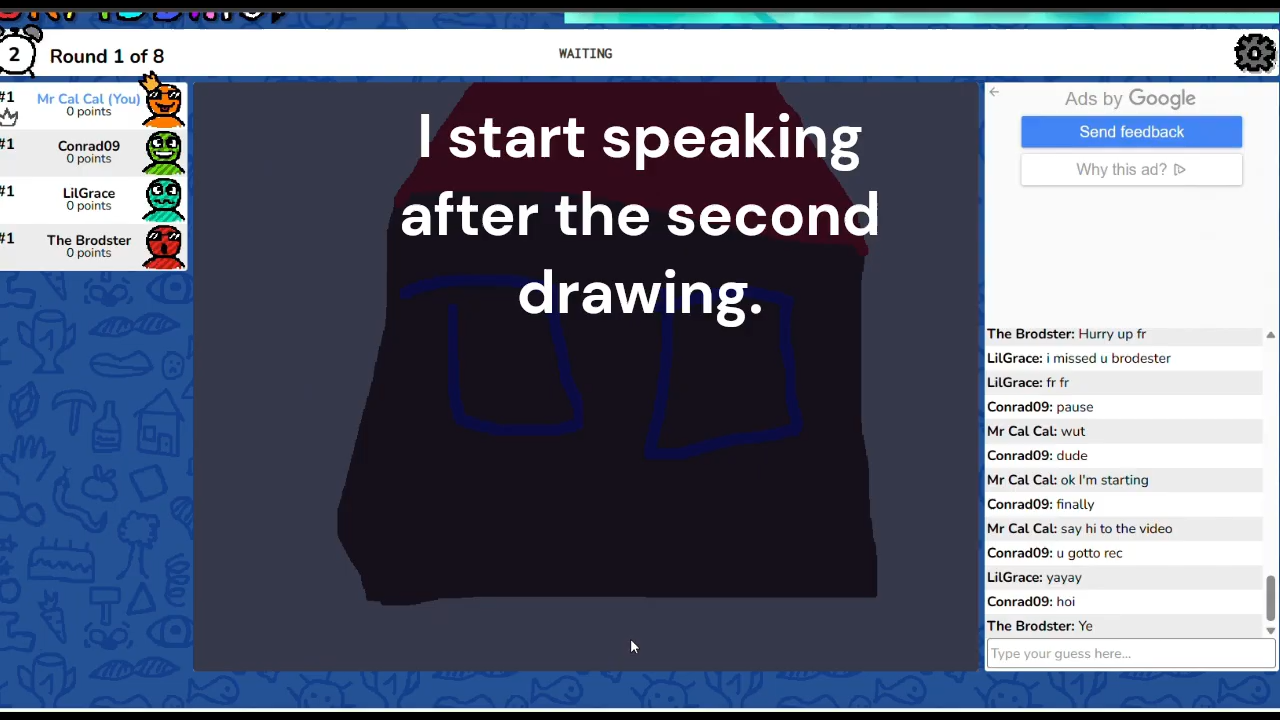 2
Round 1 of 8
WAITING
#1
Mr Cal Cal (You)
0 points
#1
Conrad09
0 points
#1
LilGrace
0 points
#1
The Brodster
0 points
I start speaking
after the second
drawing.
Ads by Google
Send feedback
Why this ad?
The Brodster: Hurry up fr
LilGrace: i missed u brodester
LilGrace: fr fr
Conrad09: pause
Mr Cal Cal: wut
Conrad09: dude
Mr Cal Cal: ok I'm starting
Conrad09: finally
Mr Cal Cal: say hi to the video
Conrad09: u gotto rec
LilGrace: yayay
Conrad09: hoi
The Brodster: Ye
Type your guess here...